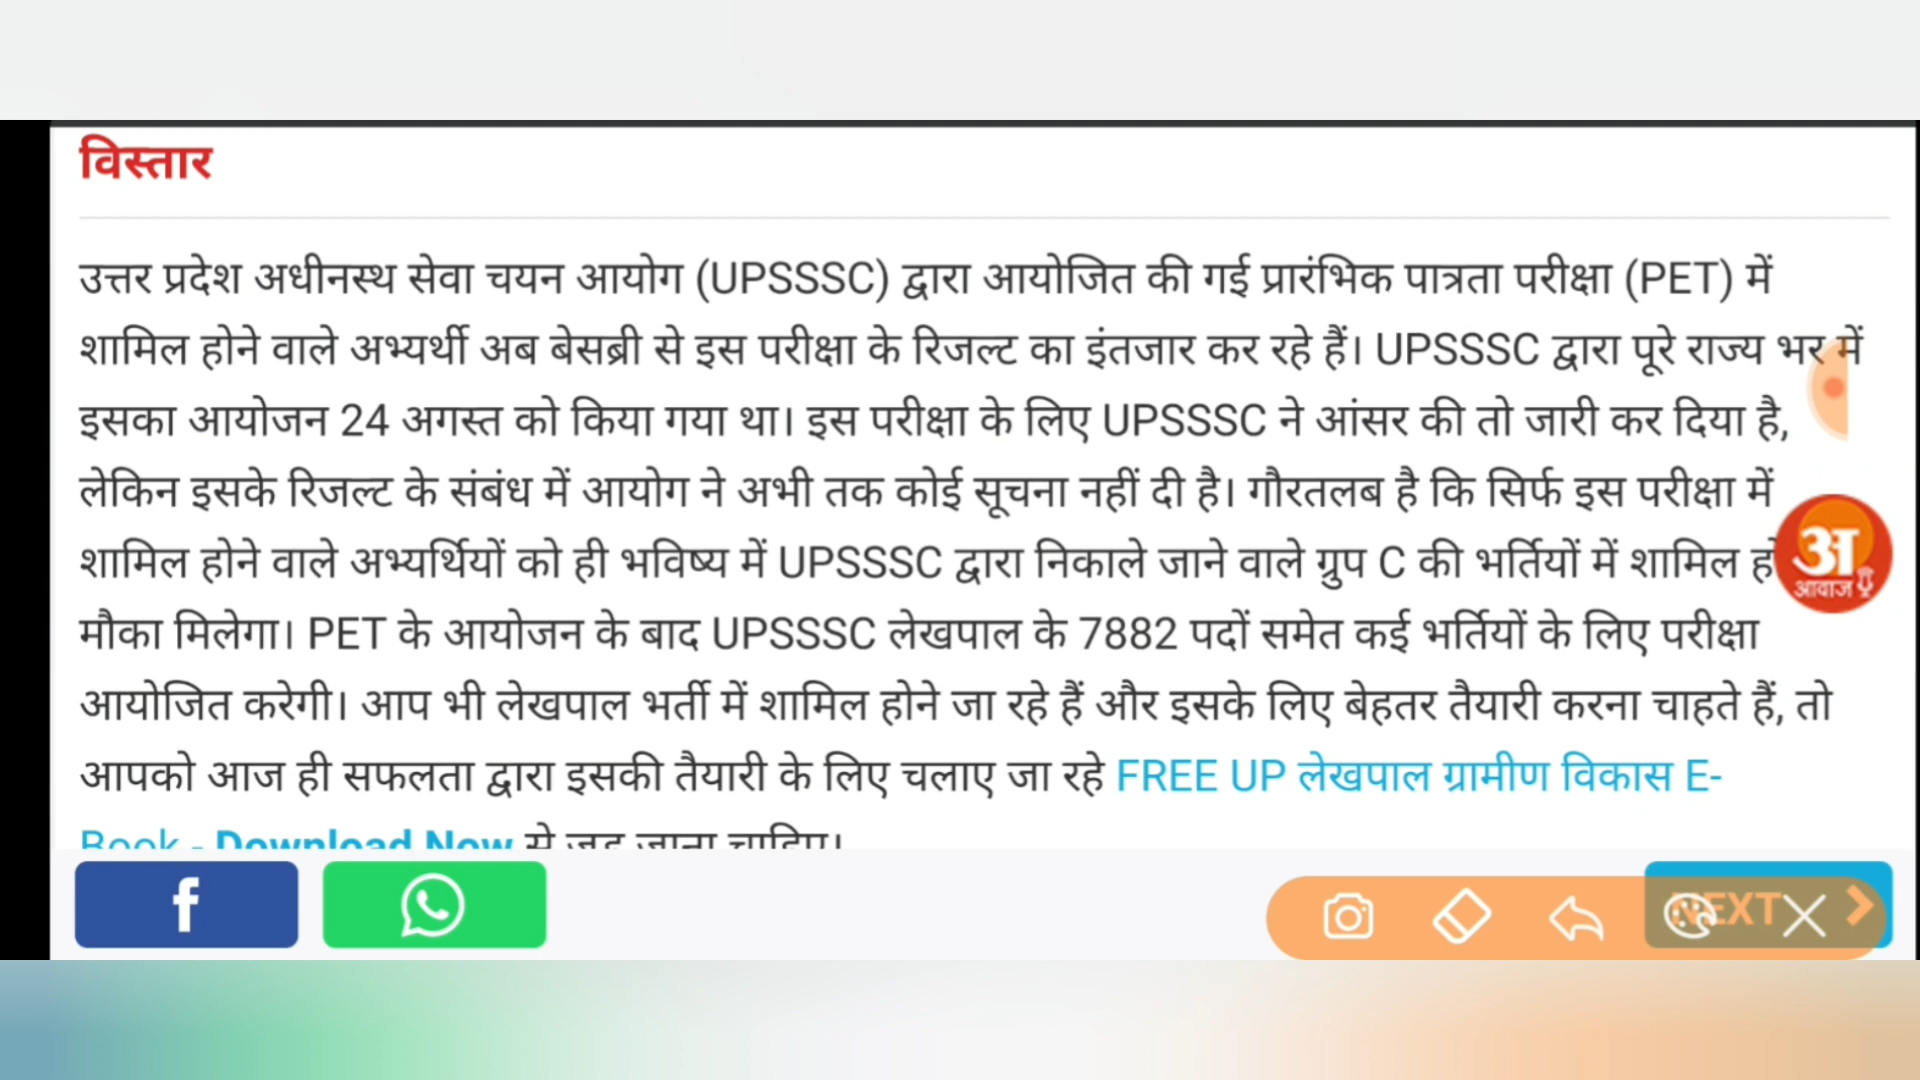 विस्तार
उत्तर प्रदेश अधीनस्थ सेवा चयन आयोग (UPSSSC) द्वारा आयोजित की गई प्रारंभिक पात्रता परीक्षा (PET) में
शामिल होने वाले अभ्यर्थी अब बेसब्री से इस परीक्षा के रिजल्ट का इंतजार कर रहे हैं। UPSSSC द्वारा पूरे राज्य भर में
इसका आयोजन 24 अगस्त को किया गया था। इस परीक्षा के लिए UPSSSC ने आंसर की तो जारी कर दिया है,
लेकिन इसके रिजल्ट के संबंध में आयोग ने अभी तक कोई सूचना नहीं दी है। गौरतलब है कि सिर्फ इस परीक्षा में
शामिल होने वाले अभ्यर्थियों को ही भविष्य में UPSSSC द्वारा निकाले जाने वाले ग्रुप C की भर्तियों में शामिल
अ
आवाज
मौका मिलेगा। PET के आयोजन के बाद UPSSSC लेखपाल के 7882 पदों समेत कई भर्तियों के लिए परीक्षा
आयोजित करेगी। आप भी लेखपाल भर्ती में शामिल होने जा रहे हैं और इसके लिए बेहतर तैयारी करना चाहते हैं, तो
आपको आज ही सफलता द्वारा इसकी तैयारी के लिए चलाए जा रहे FREE UP लेखपाल ग्रामीण विकास E-
Book - Download Now से जुड़ जाना चाहिए।
f
NEXT